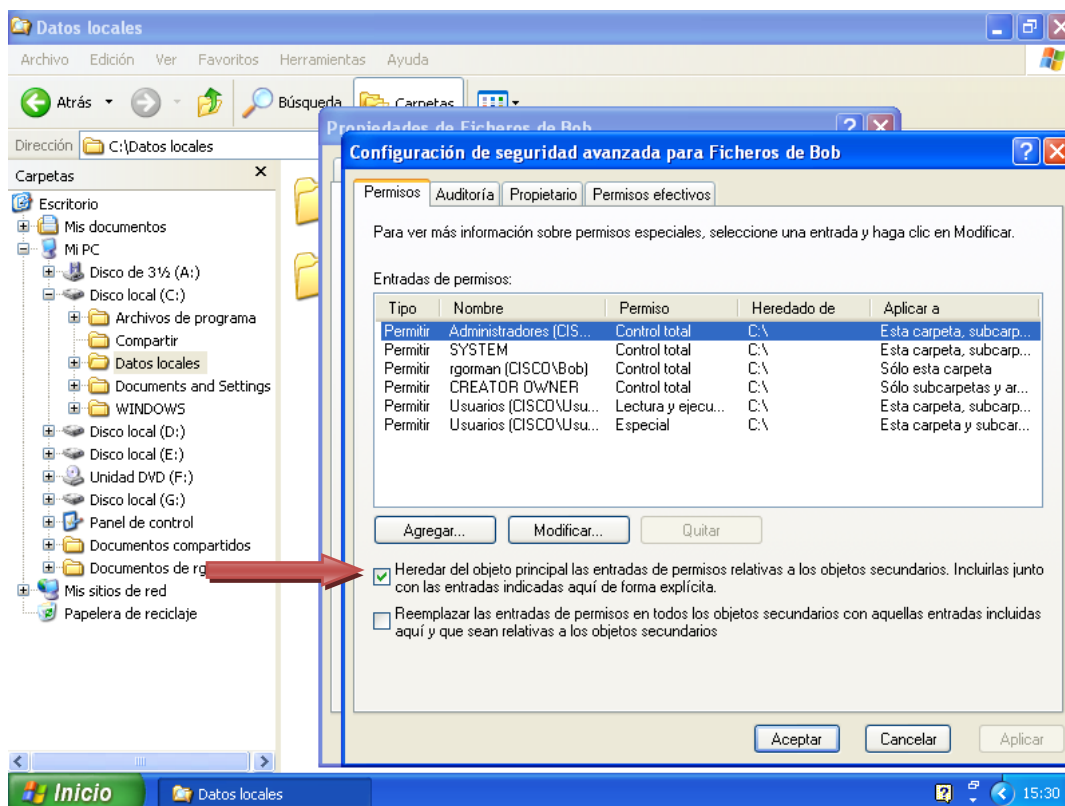 Datos locales
Archivo Edición Ver Favoritos Herramientas Ayuda
Atrás Búsqueda Carpetas
Dirección C:\Datos locales
Carpetas
Escritorio
Mis documentos
Mi PC
Disco de 3½ (A:)
Disco local (C:)
Archivos de programa
Compartir
Datos locales
Documents and Settings
WINDOWS
Disco local (D:)
Disco local (E:)
Unidad DVD (F:)
Disco local (G:)
Panel de control
Documentos compartidos
Documentos de
Mis sitios de red
Papelera de reciclaje
Propiedades de Ficheros de Bob
Configuración de seguridad avanzada para Ficheros de Bob
Permisos Auditoría Propietario Permisos efectivos
Para ver más información sobre permisos especiales, seleccione una entrada y haga clic en Modificar.
Entradas de permisos:
Tipo Nombre Permiso Heredado de Aplicar a
Permitir Administradores (CIS... Control total C:\ Esta carpeta, subcarp...
Permitir SYSTEM Control total C:\ Esta carpeta, subcarp...
Permitir rgorman (CISCO\Bob) Control total C:\ Sólo esta carpeta
Permitir CREATOR OWNER Control total C:\ Sólo subcarpetas y ar...
Permitir Usuarios (CISCO\Usu... Lectura y ejecu... C:\ Esta carpeta, subcarp...
Permitir Usuarios (CISCO\Usu... Especial C:\ Esta carpeta y subcar...
Agregar... Modificar... Quitar
Heredar del objeto principal las entradas de permisos relativas a los objetos secundarios. Incluirlas junto
con las entradas indicadas aquí de forma explícita.
Reemplazar las entradas de permisos en todos los objetos secundarios con aquellas entradas incluidas
aquí y que sean relativas a los objetos secundarios
Aceptar Cancelar Aplicar
Inicio Datos locales 15:30